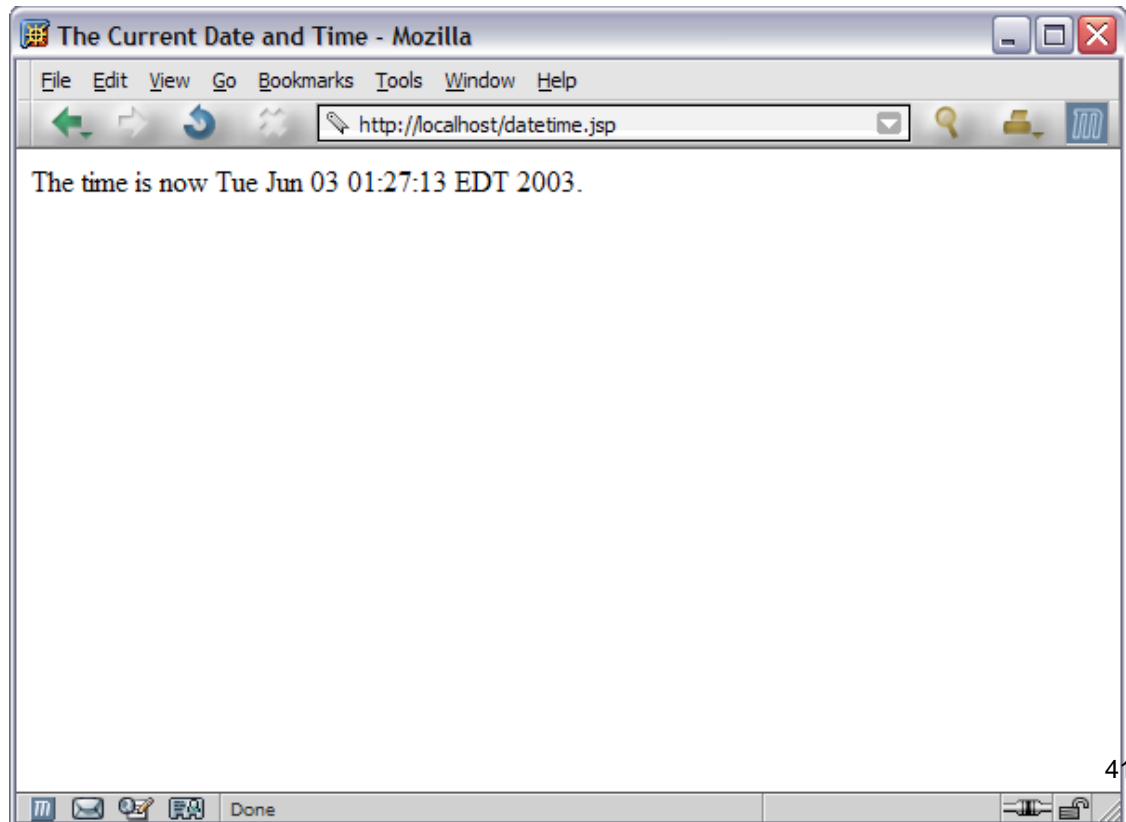 The Current Date and Time - Mozilla
File Edit View Go Bookmarks Tools Window Help
http://localhost/datetime.jsp
The time is now Tue Jun 03 01:27:13 EDT 2003.
41
Done